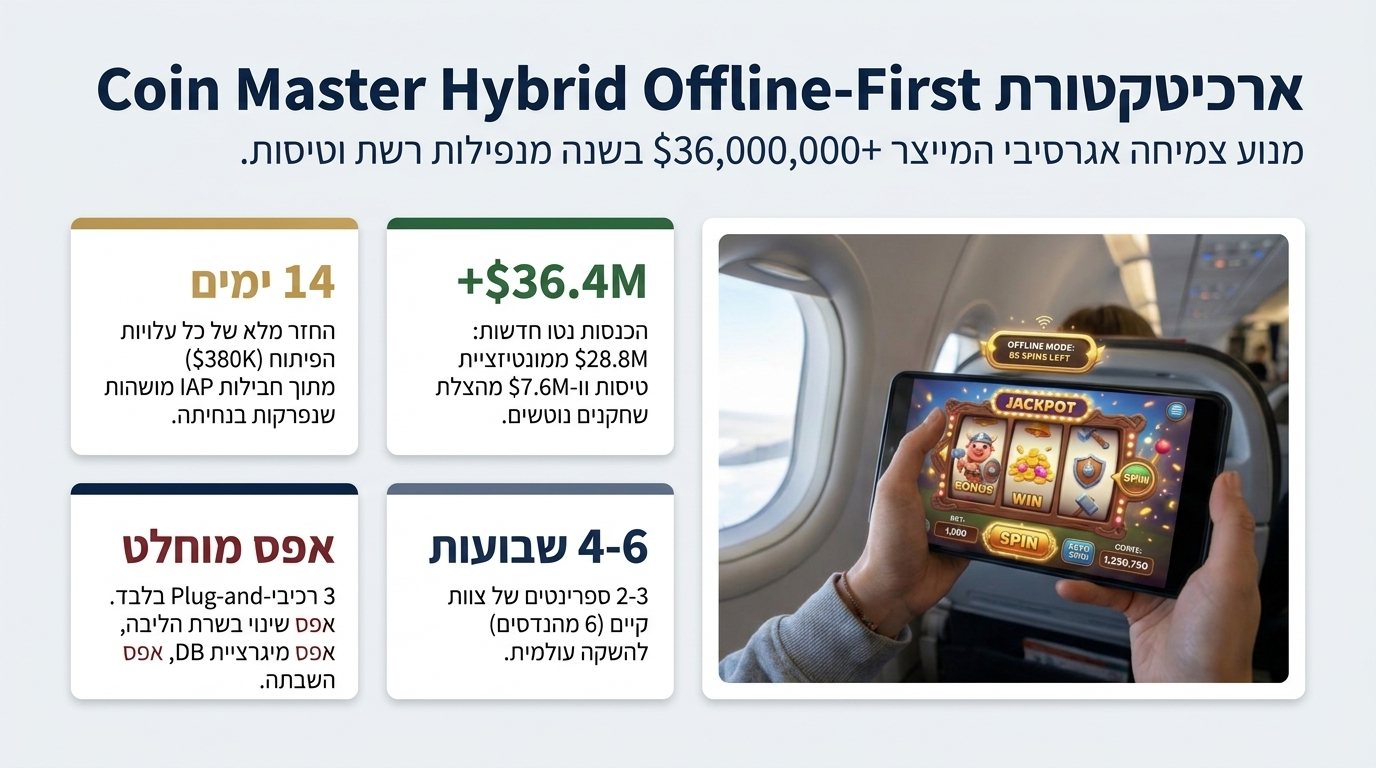 ארכיטקטורת Coin Master Hybrid Offline-First
מנוע צמיחה אגרסיבי המייצר +$36,000,000 בשנה מנפילות רשת וטיסות.
+$36.4M
הכנסות נטו חדשות:
$28.8M ממונטיזציית
טיסות וו-$7.6M מהצלת
שחקנים נוטשים.
14 ימים
החזר מלא של כל עלויות
הפיתוח ($380K)
מתוך חבילות IAP מושהות
שנפרקות בנחיתה.
4-6 שבועות
2-3 ספרינטים של צוות
קיים (6 מהנדסים)
להשקה עולמית.
אפס מוחלט
3 רכיבי-Plug-and בלבד.
אפס שינוי בשרת הליבה,
אפס מיגרציית DB, אפס
השבתה.
OFFLINE MODE:
85 SPINS LEFT
JACKPOT
BONUS
WIN
SPIN
BET:
1,000
SPIN
1,250,750